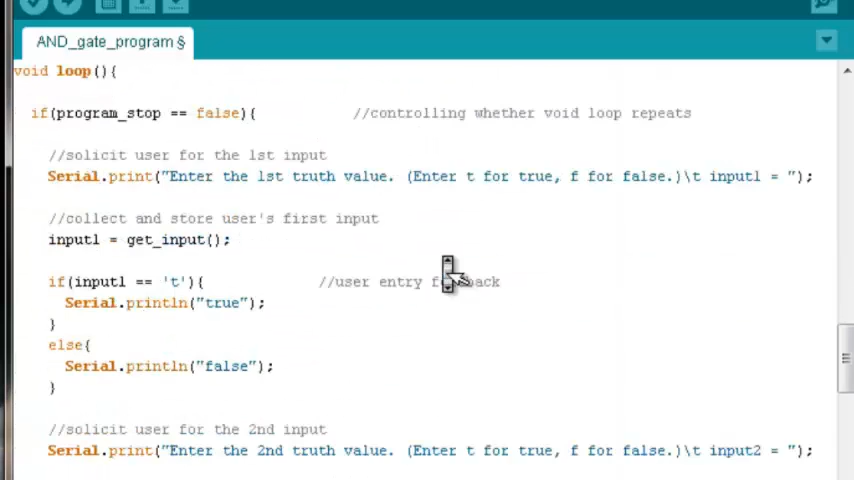 AND_gate_program §
void loop(){
if(program_stop == false){ //controlling whether void loop repeats
//solicit user for the 1st input
Serial.print("Enter the 1st truth value. (Enter t for true, f for false.)\t input1 = ");
//collect and store user's first input
input1 = get_input();
if(input1 == 't'){ //user entry
Serial.println("true");
}
else{
Serial.println("false");
}
//solicit user for the 2nd input
Serial.print("Enter the 2nd truth value. (Enter t for true, f for false.)\t input2 = ");